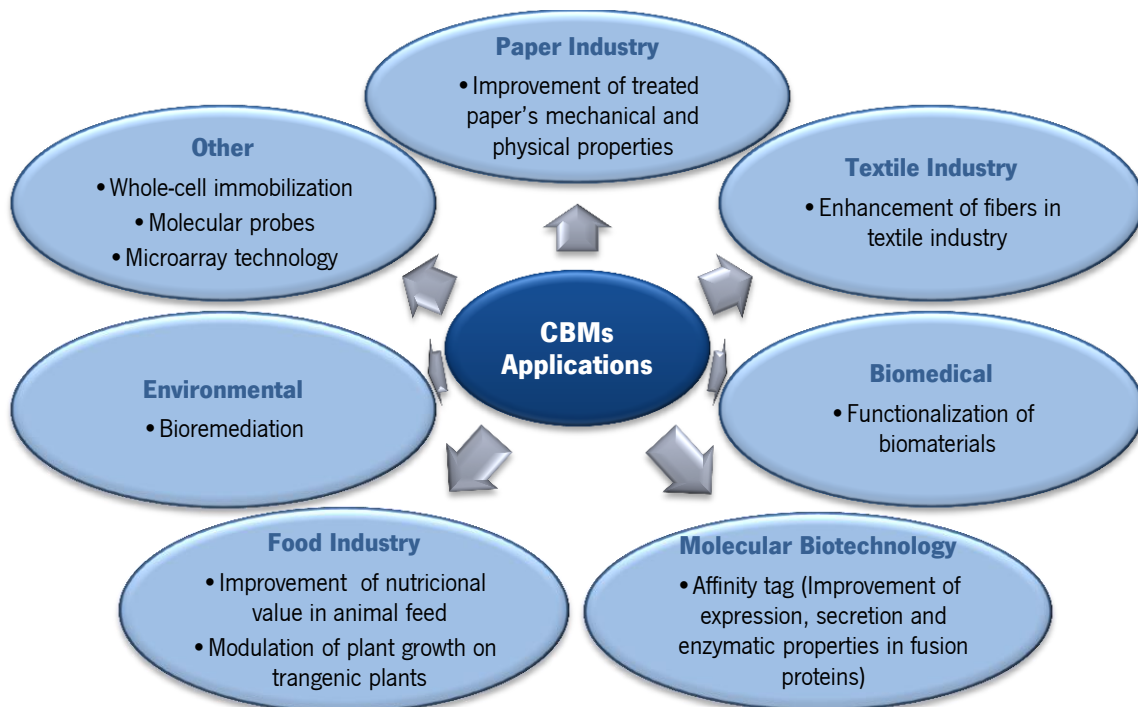 Paper Industry
• Improvement of treated
paper’s mechanical and
physical properties
Other
• Whole-cell immobilization
• Molecular probes
• Microarray technology
Textile Industry
• Enhancement of fibers in
textile industry
CBMs
Applications
Environmental
• Bioremediation
Biomedical
• Functionalization of
biomaterials
Food Industry
• Improvement of nutricional
value in animal feed
• Modulation of plant growth on
trangenic plants
Molecular Biotechnology
• Affinity tag (Improvement of
expression, secretion and
enzymatic properties in fusion
proteins)